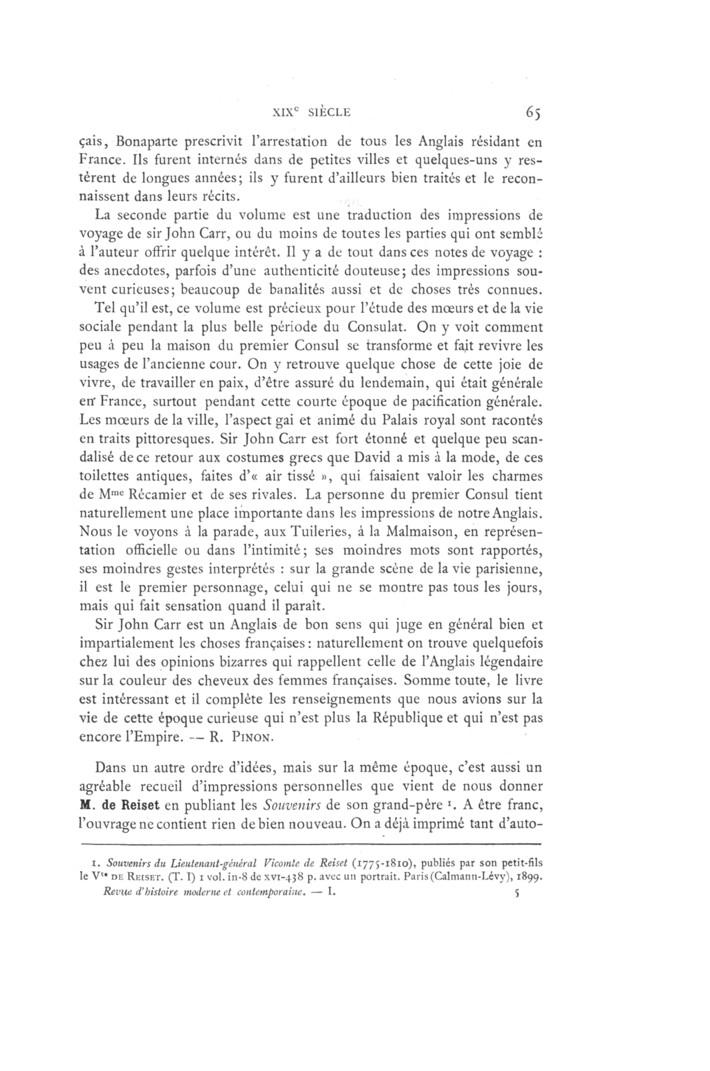 XIXe SIÈCLE 65
çais, Bonaparte prescrivit l'arrestation de tous les Anglais résidant en
France. Ils furent internés dans de petites villes et quelques-uns y res-
tèrent de longues années; ils y furent d'ailleurs bien traités et le recon-
naissent dans leurs récits.
La seconde partie du volume est une traduction des impressions de
voyage de sir John Carr, ou du moins de toutes les parties qui ont semblé
à l'auteur offrir quelque intérêt. Il y a de tout dans ces notes de voyage :
des anecdotes, parfois d'une authenticité douteuse; des impressions sou-
vent curieuses; beaucoup de banalités aussi et de choses très connues.
Tel qu'il est, ce volume est précieux pour l'étude des mœurs et de la vie
sociale pendant la plus belle période du Consulat. On y voit comment
peu à peu la maison du premier Consul se transforme et fait revivre les
usages de l'ancienne cour. On y retrouve quelque chose de cette joie de
vivre, de travailler en paix, d'être assuré du lendemain, qui était générale
en France, surtout pendant cette courte époque de pacification générale.
Les mœurs de la ville, l'aspect gai et animé du Palais royal sont racontés
en traits pittoresques. Sir John Carr est fort étonné et quelque peu scan-
dalisé de ce retour aux costumes grecs que David a mis à la mode, de ces
toilettes antiques, faites d'« air tissé », qui faisaient valoir les charmes
de Mme Récamier et de ses rivales. La personne du premier Consul tient
naturellement une place importante dans les impressions de notre Anglais.
Nous le voyons à la parade, aux Tuileries, à la Malmaison, en représen-
tation officielle ou dans l'intimité; ses moindres mots sont rapportés,
ses moindres gestes interprétés : sur la grande scène de la vie parisienne,
il est le premier personnage, celui qui ne se montre pas tous les jours,
mais qui fait sensation quand il paraît.
Sir John Carr est un Anglais de bon sens qui juge en général bien et
impartialement les choses françaises: naturellement on trouve quelquefois
chez lui des opinions bizarres qui rappellent celle de l'Anglais légendaire
sur la couleur des cheveux des femmes françaises. Somme toute, le livre
est intéressant et il complète les renseignements que nous avions sur la
vie de cette époque curieuse qui n'est plus la République et qui n'est pas
encore l'Empire. -- R. PINON.
Dans un autre ordre d'idées, mais sur la même époque, c'est aussi un
agréable recueil d'impressions personnelles que vient de nous donner
M. de Reiset en publiant les Souvenirs de son grand-père 1. A être franc,
l'ouvrage ne contient rien de bien nouveau. On a déjà imprimé tant d'auto-
1. Souvenirs du Lieutenant-général Vicomte de Reiset (1775-1810), publiés par son petit-fils
le Vte DE REISET. (T. I) 1 vol. in-8 de XVI-438 p. avec un portrait. Paris (Calmann-Lévy), 1899.
Revue d'histoire moderne et contemporaine. — I. 5